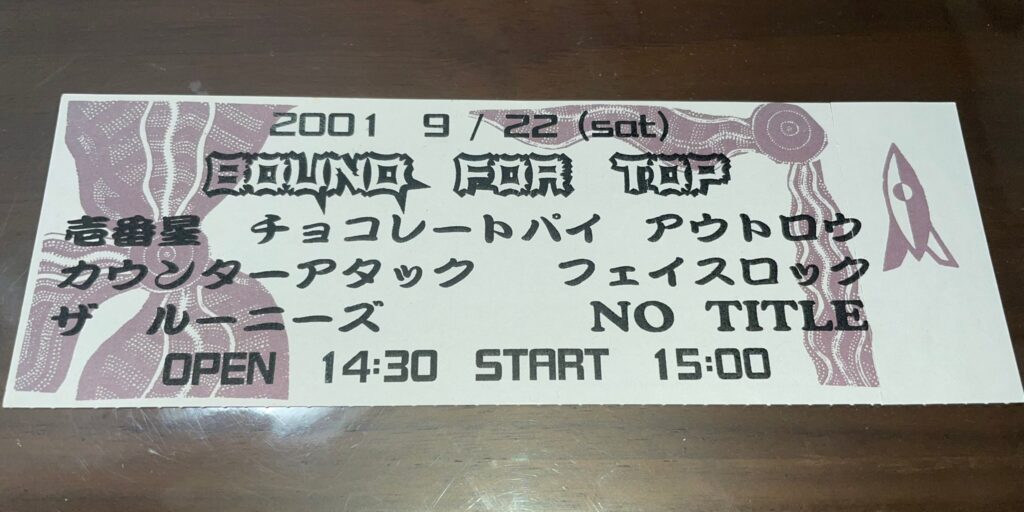 2001 9/22 (sat)
BOUND FOR TOP
壱番星 チョコレートパイ アウトロウ
カウンターアタック フェイスロック
ザ ルーニーズ NO TITLE
OPEN 14:30 START 15:00